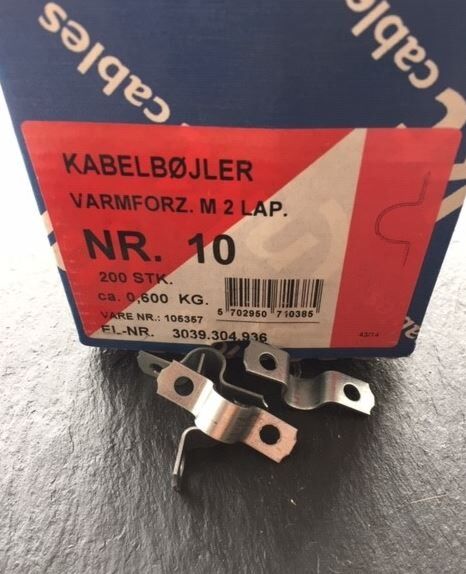 cables
cables
KABELBØJLER
VARMFORZ. M 2 LAP.
NR. 10
200 STK.
ca. 0,600 KG.
5 702950 710385
VARE NR.: 105357
EL-NR. 3039.304.936
43/14